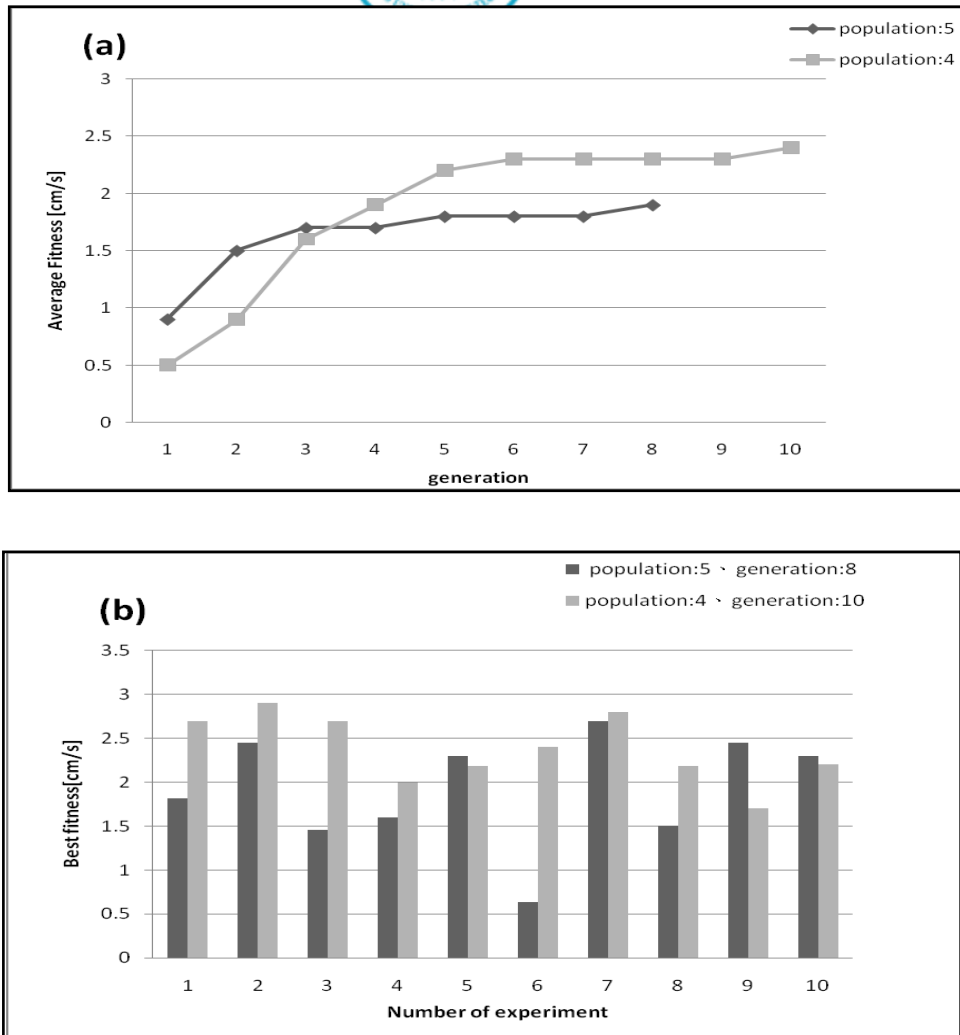 (a)
population:5
population:4
3
2.5
2
1.5
1
0.5
0
Average Fitness [cm/s]
1 2 3 4 5 6 7 8 9 10
generation
(b)
population:5、generation:8
population:4、generation:10
3.5
3
2.5
2
1.5
1
0.5
0
Best fitness[cm/s]
1 2 3 4 5 6 7 8 9 10
Number of experiment